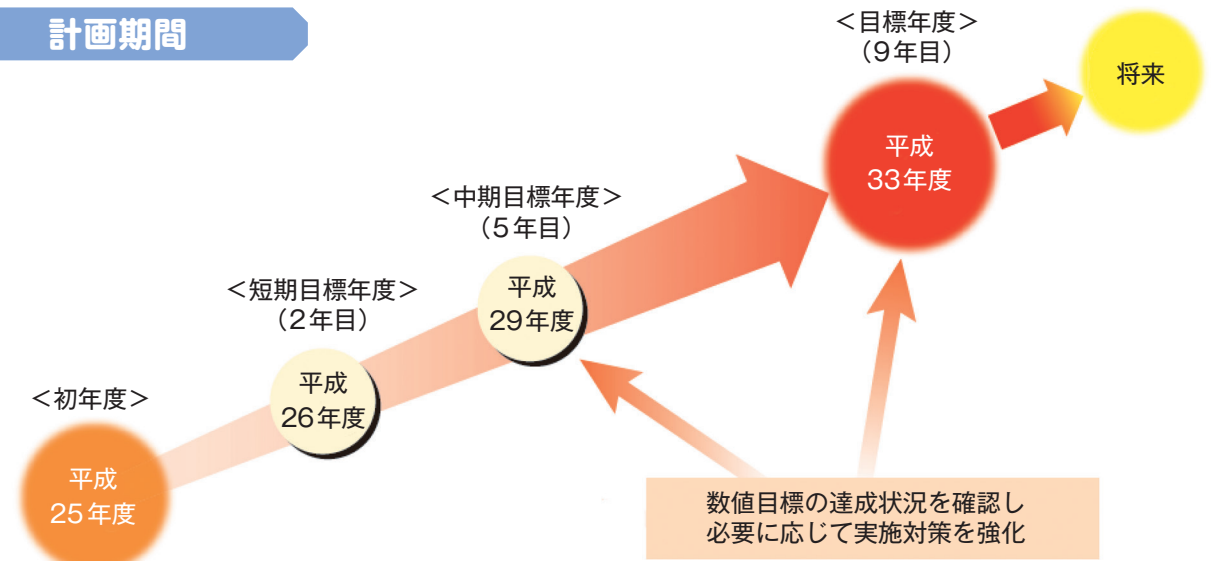 計画期間
＜初年度＞
平成
25年度
＜短期目標年度＞
（2年目）
平成
26年度
＜中期目標年度＞
（5年目）
平成
29年度
＜目標年度＞
（9年目）
平成
33年度
将来
数値目標の達成状況を確認し
必要に応じて実施対策を強化